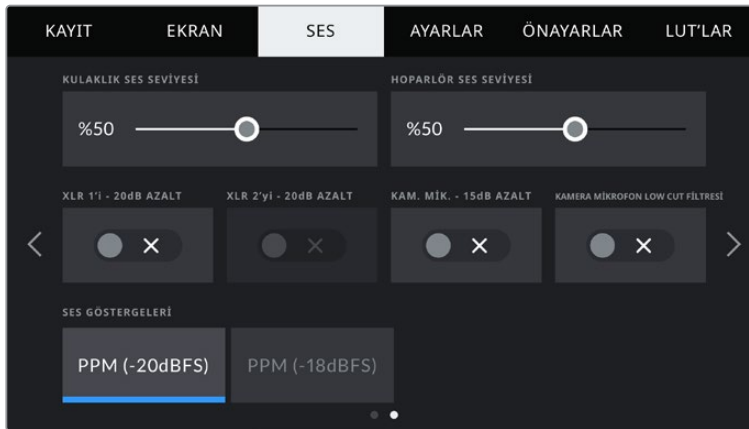 KAYIT EKRAN SES AYARLAR ÖNAYARLAR LUT'LAR
KULAKLIK SES SEVİYESİ HOPARLÖR SES SEVİYESİ
%50 %50
XLR 1'i - 20dB AZALT XLR 2'yi - 20dB AZALT KAM. MİK. - 15dB AZALT KAMERA MİKROFON LOW CUT FİLTRESİ
SES GÖSTERGELERİ
PPM (-20dBFS) PPM (-18dBFS)